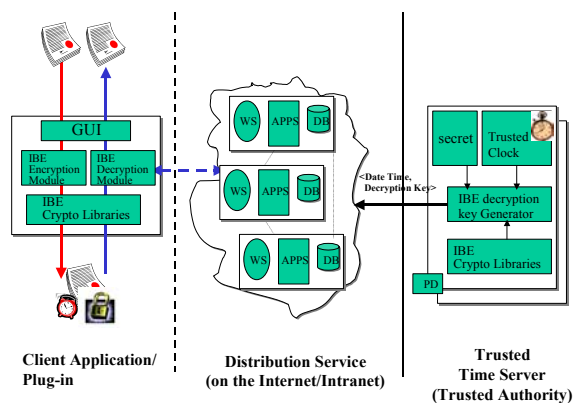 GUI
IBE
Encryption
Module
IBE
Decryption
Module
IBE
Crypto Libraries
Client Application/
Plug-in
WS
APPS
DB
WS
APPS
DB
WS
APPS
DB
Distribution Service
(on the Internet/Intranet)
<Date Time,
Decryption Key>
secret
Trusted
Clock
IBE decryption
key Generator
IBE
Crypto Libraries
PD
Trusted
Time Server
(Trusted Authority)